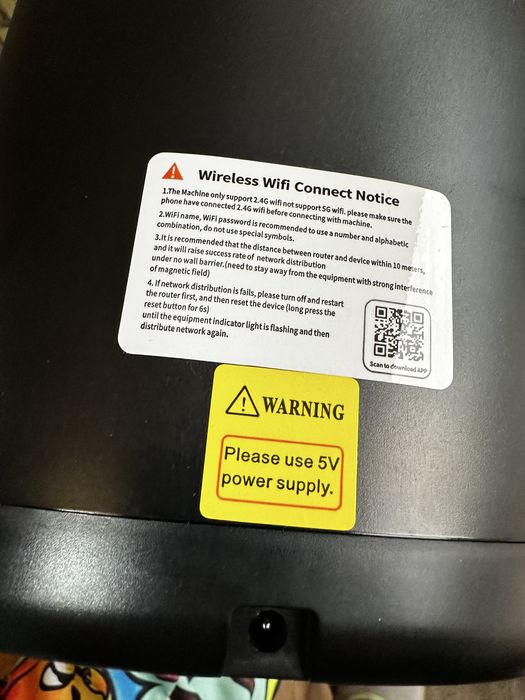 Wireless Wifi Connect Notice
1.The Machine only support 2.4G wifi not support 5G wifi. please make sure the
phone have connected 2.4G wifi before connecting with machine.
2.WiFi name, WiFi password is recommended to use a number and alphabetic
combination, do not use special symbols.
3.It is recommended that the distance between router and device within 10 meters,
and it will raise success rate of network distribution
under no wall barrier.(need to stay away from the equipment with strong interference
of magnetic field)
4. If network distribution is fails, please turn off and restart
the router first, and then reset the device (long press the
reset button for 6s)
until the equipment indicator light is flashing and then
distribute network again.
Scan to download APP
WARNING
Please use 5V
power supply.